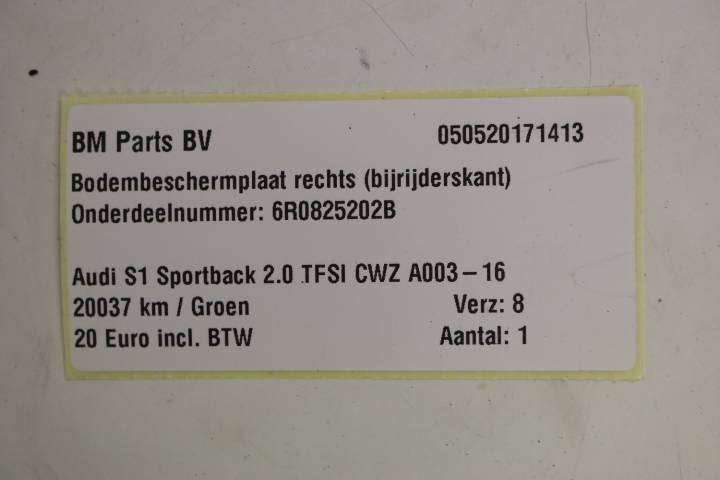 BM Parts BV 050520171413
Bodembeschermplaat rechts (bijrijderskant)
Onderdeelnummer: 6R0825202B
Audi S1 Sportback 2.0 TFSI CWZ A003-16
20037 km / Groen Verz: 8
20 Euro incl. BTW Aantal: 1